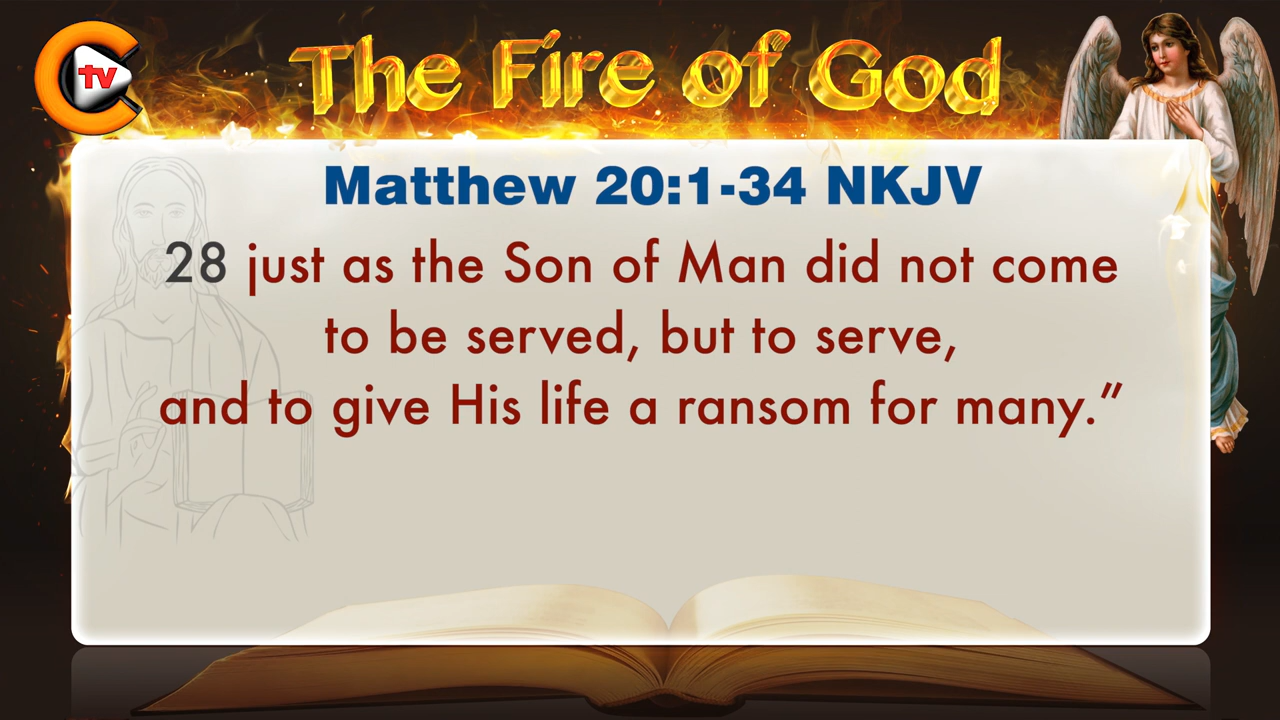 tv
The Fire of God
Matthew 20:1-34 NKJV
28 just as the Son of Man did not come
to be served, but to serve,
and to give His life a ransom for many.”